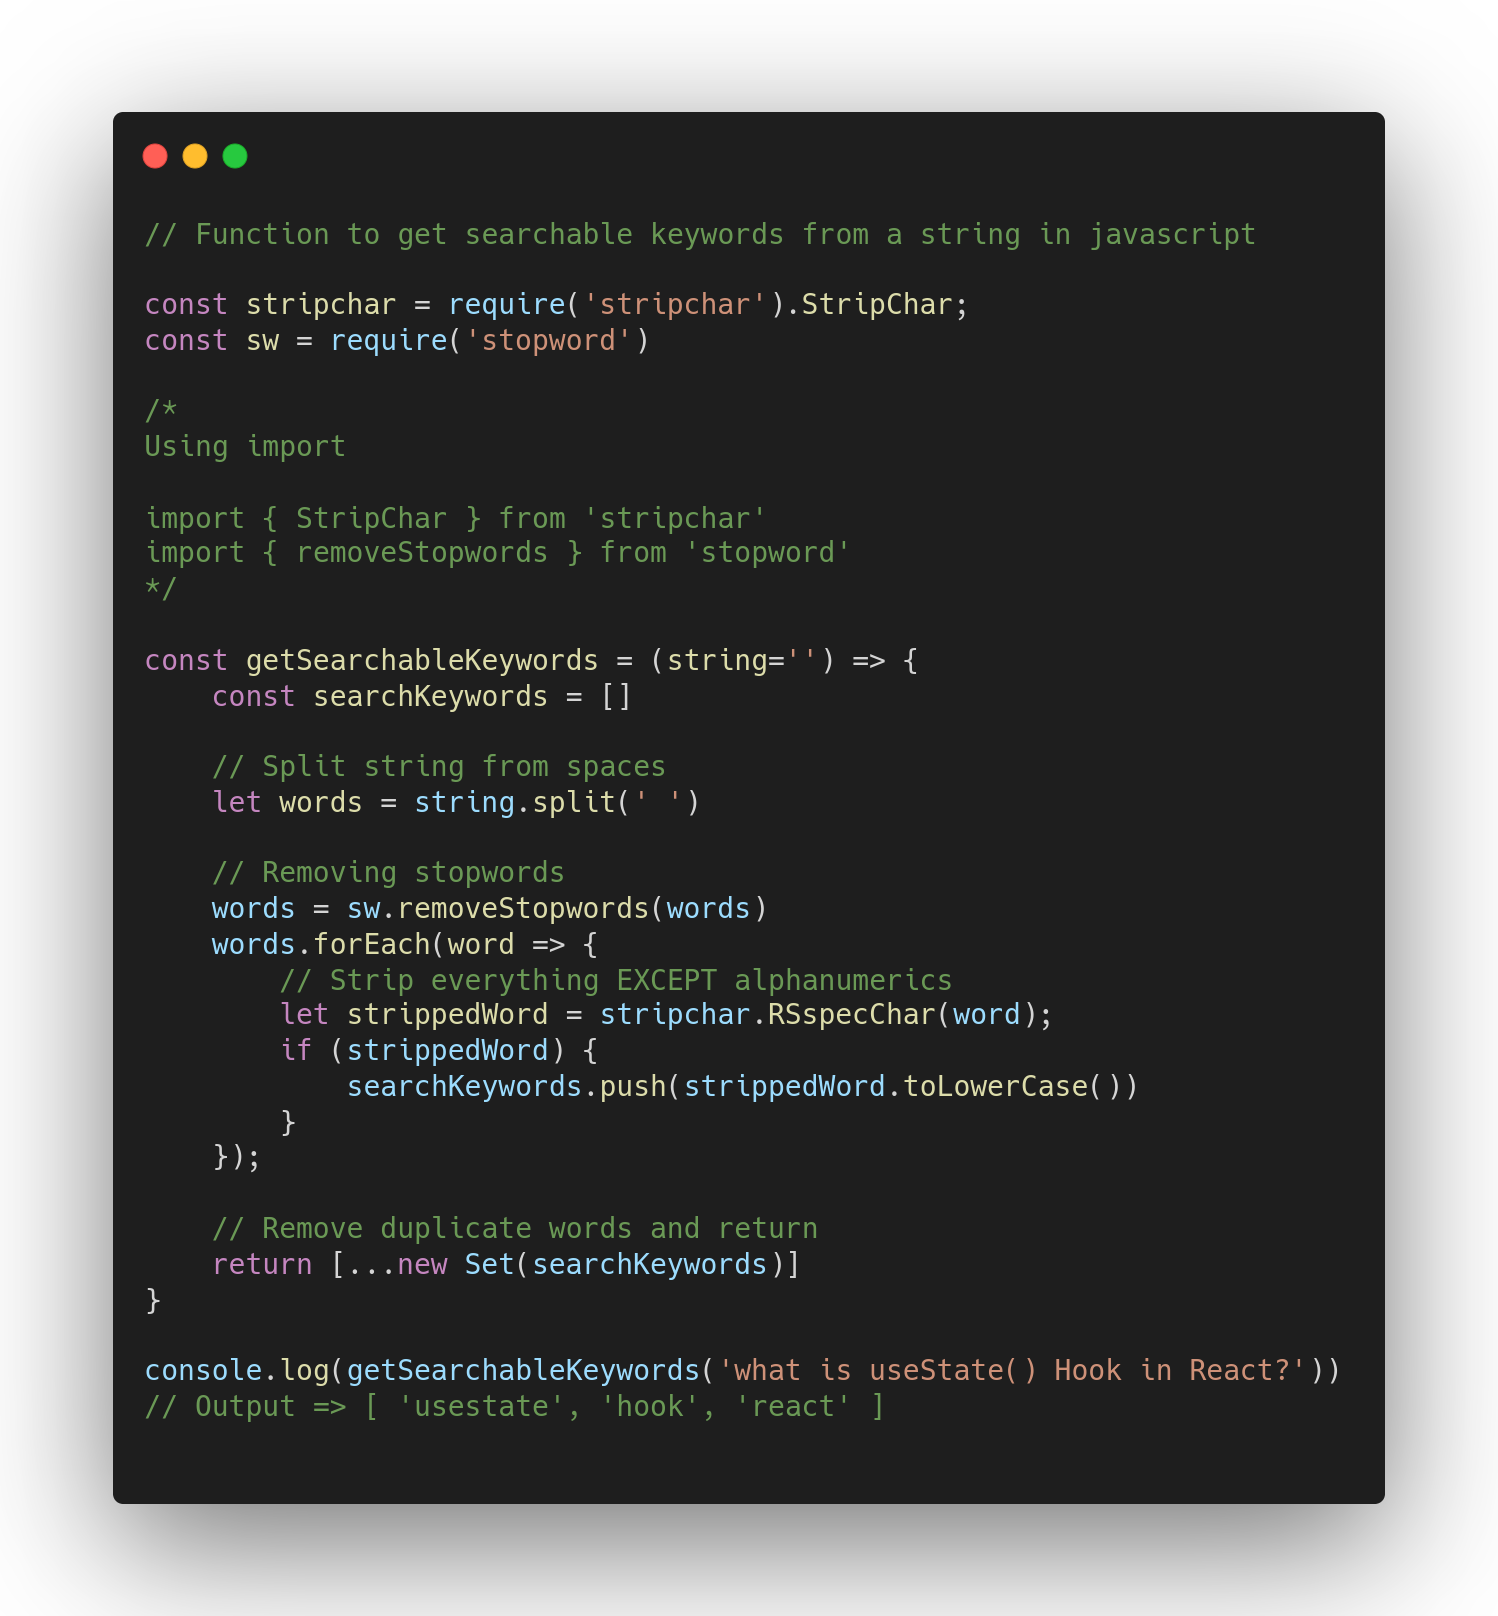 // Function to get searchable keywords from a string in javascript
const stripchar = require('stripchar').StripChar;
const sw = require('stopword')
/*
Using import
import { StripChar } from 'stripchar'
import { removeStopwords } from 'stopword'
*/
const getSearchableKeywords = (string='') => {
    const searchKeywords = []
    // Split string from spaces
    let words = string.split(' ')
    // Removing stopwords
    words = sw.removeStopwords(words)
    words.forEach(word => {
        // Strip everything EXCEPT alphanumerics
        let strippedWord = stripchar.RSspecChar(word);
        if (strippedWord) {
            searchKeywords.push(strippedWord.toLowerCase())
        }
    });
    // Remove duplicate words and return
    return [...new Set(searchKeywords)]
}
console.log(getSearchableKeywords('what is useState() Hook in React?'))
// Output => [ 'usestate', 'hook', 'react' ]